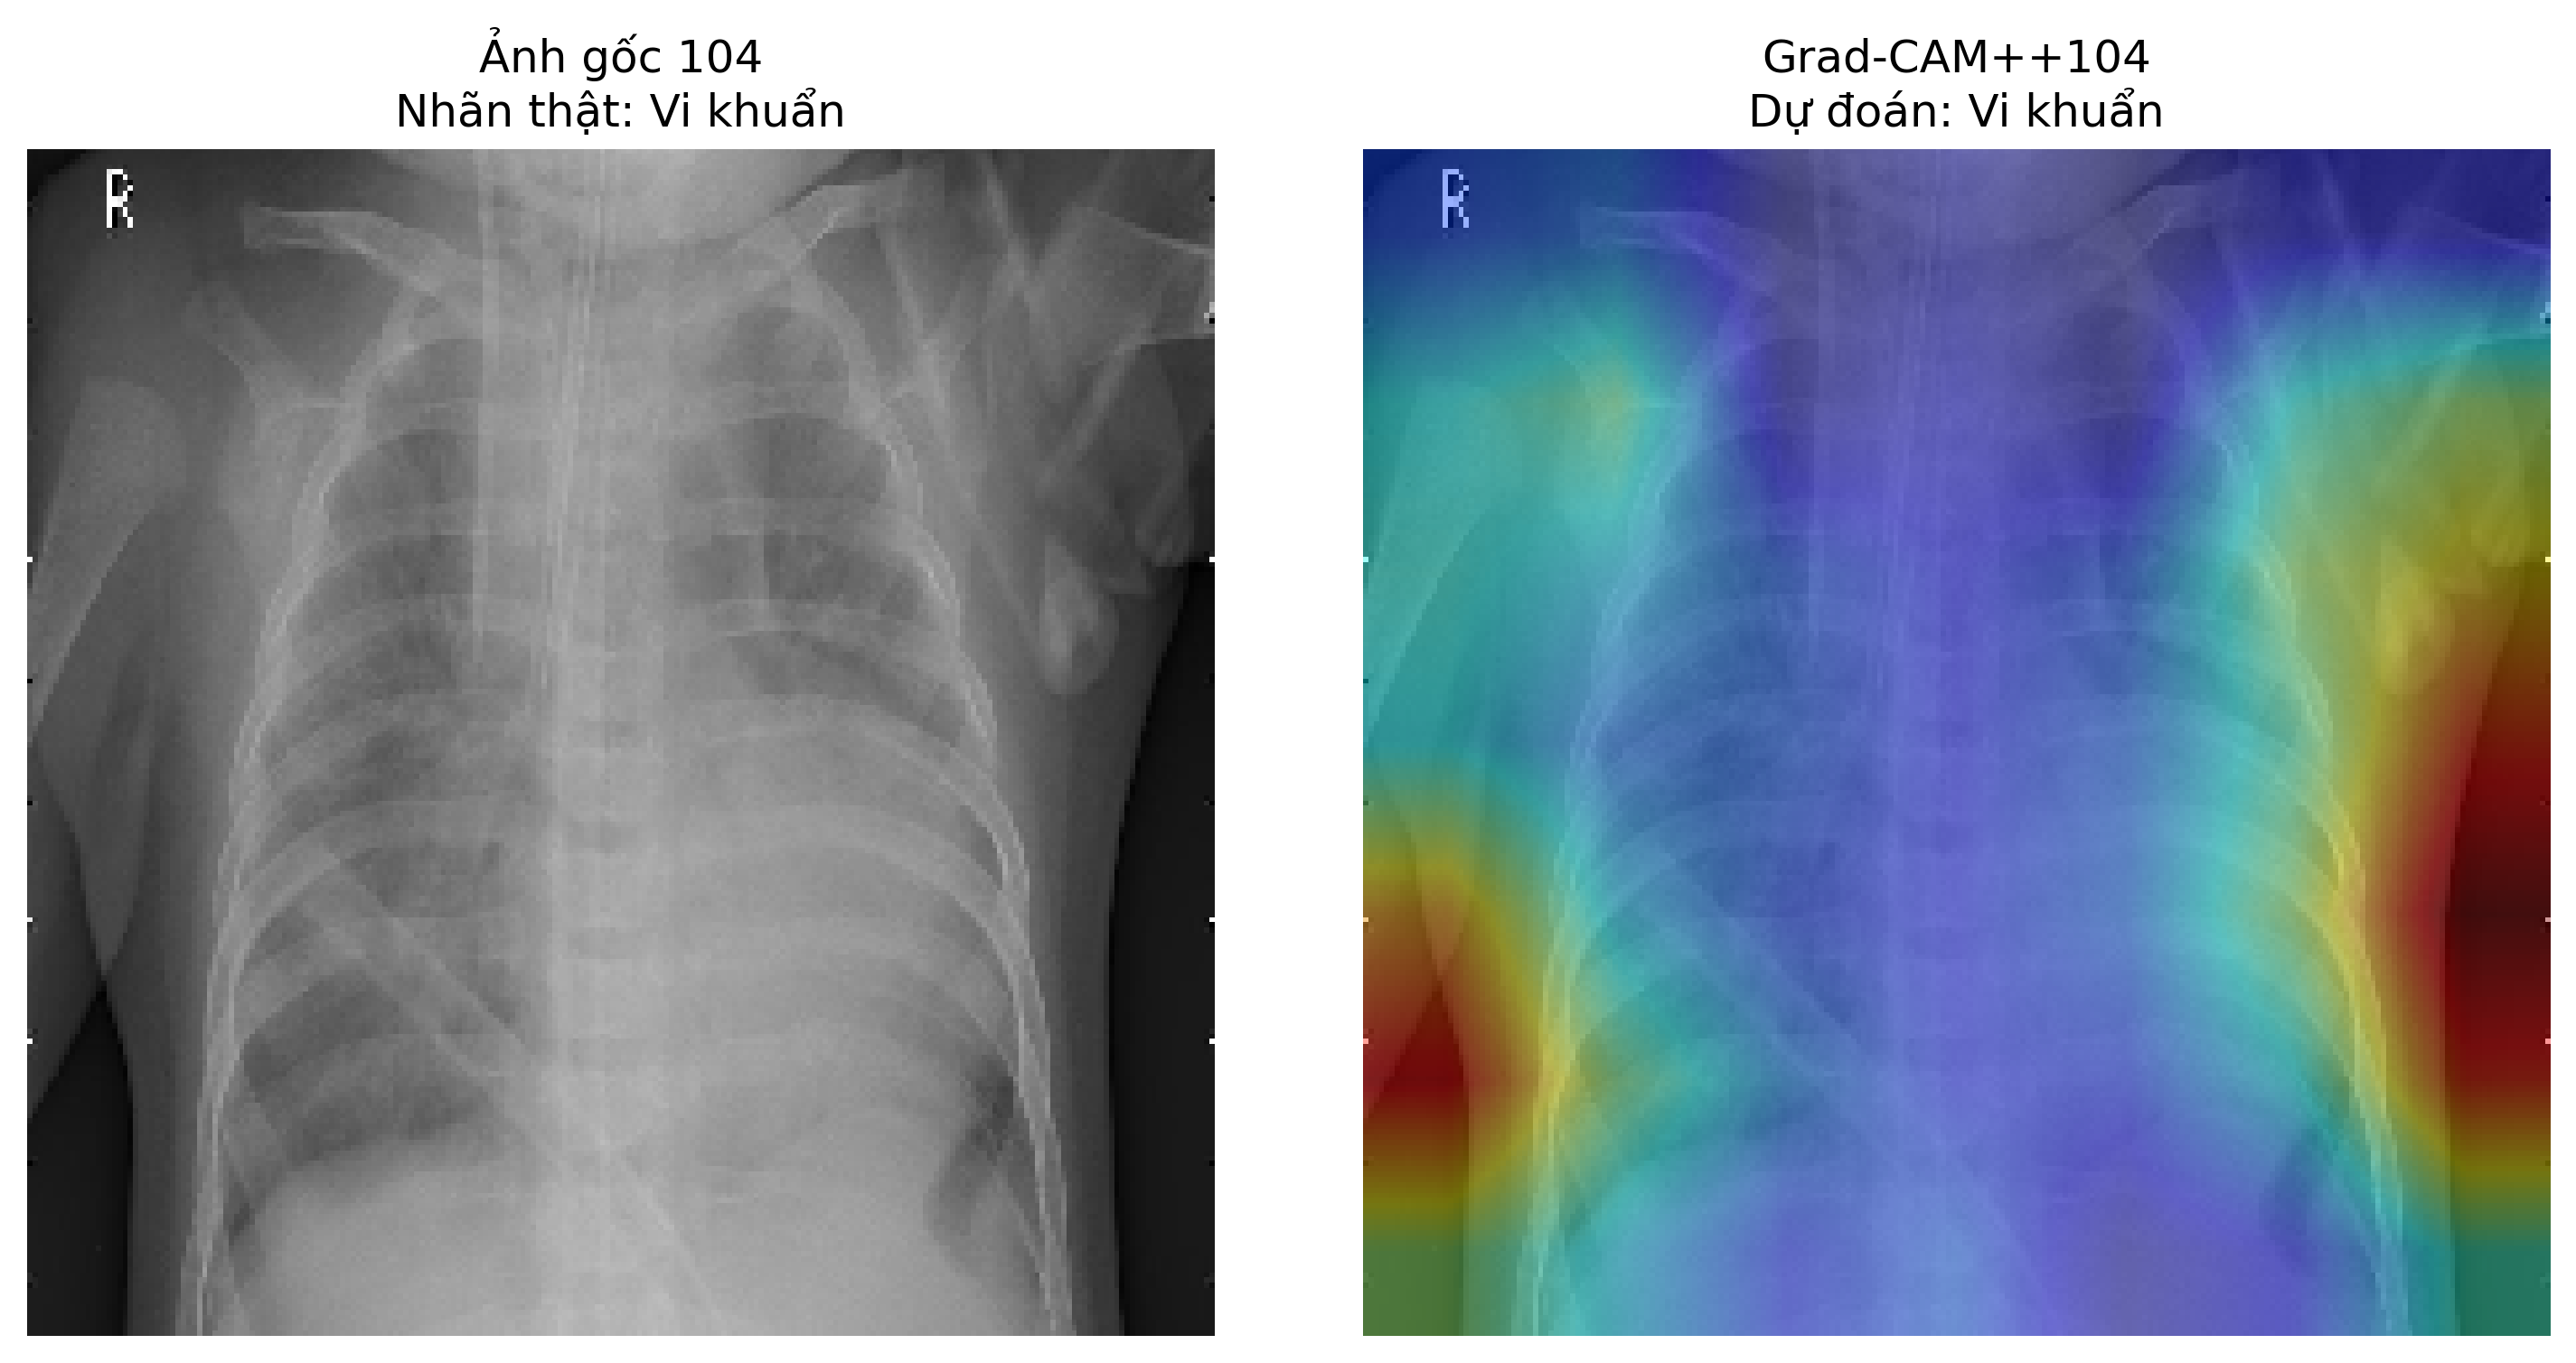 Ảnh gốc 104
Nhãn thật: Vi khuẩn
R
Grad-CAM++104
Dự đoán: Vi khuẩn
R